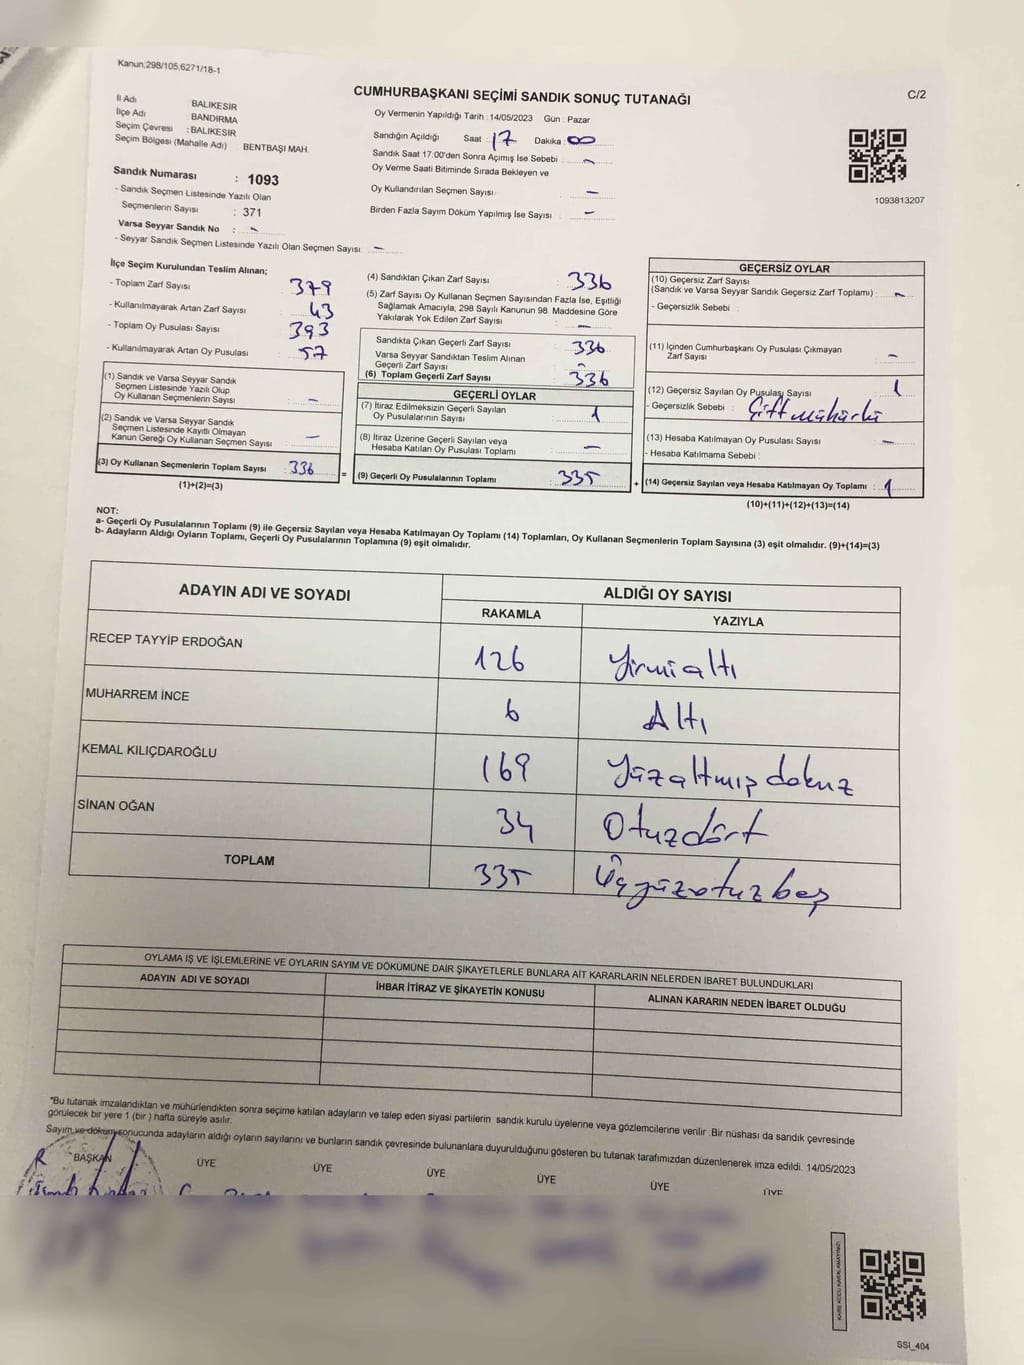 Kanun;298/105;6271/18-1
C/2
CUMHURBAŞKANI SEÇİMİ SANDIK SONUÇ TUTANAĞI
İl Adı BALIKESİR
İlçe Adı BANDIRMA
Seçim Çevresi : BALIKESİR
Seçim Bölgesi (Mahalle Adı) BENTBAŞI MAH.
Sandık Numarası : 1093
- Sandık Seçmen Listesinde Yazılı Olan
Seçmenlerin Sayısı : 371
Varsa Seyyar Sandık No : -
- Seyyar Sandık Seçmen Listesinde Yazılı Olan Seçmen Sayısı: -
Oy Vermenin Yapıldığı Tarih : 14/05/2023 Gün : Pazar
Sandığın Açıldığı Saat : 17 Dakika : 00
Sandık Saat 17:00'den Sonra Açımış İse Sebebi : -
Oy Verme Saati Bitiminde Sırada Bekleyen ve
Oy Kullandırılan Seçmen Sayısı : -
Birden Fazla Sayım Döküm Yapılmış İse Sayısı : -
1093813207
İlçe Seçim Kurulundan Teslim Alınan;
- Toplam Zarf Sayısı 379
- Kullanılmayarak Artan Zarf Sayısı 43
- Toplam Oy Pusulası Sayısı 393
- Kullanılmayarak Artan Oy Pusulası 57
(1) Sandık ve Varsa Seyyar Sandık
Seçmen Listesinde Yazılı Olup
Oy Kullanan Seçmenlerin Sayısı : -
(2) Sandık ve Varsa Seyyar Sandık
Seçmen Listesinde Kayıtlı Olmayan
Kanun Gereği Oy Kullanan Seçmen Sayısı : -
(3) Oy Kullanan Seçmenlerin Toplam Sayısı : 336
(1)+(2)=(3)
=
(4) Sandıktan Çıkan Zarf Sayısı : 336
(5) Zarf Sayısı Oy Kullanan Seçmen Sayısından Fazla İse, Eşitliği
Sağlamak Amacıyla, 298 Sayılı Kanunun 98. Maddesine Göre
Yakılarak Yok Edilen Zarf Sayısı : -
Sandıkta Çıkan Geçerli Zarf Sayısı : 336
Varsa Seyyar Sandıktan Teslim Alınan
Geçerli Zarf Sayısı : -
(6) Toplam Geçerli Zarf Sayısı : 336
GEÇERLİ OYLAR
(7) İtiraz Edilmeksizin Geçerli Sayılan
Oy Pusulalarının Sayısı : 1
(8) İtiraz Üzerine Geçerli Sayılan veya
Hesaba Katılan Oy Pusulası Toplamı : -
(9) Geçerli Oy Pusulalarının Toplamı : 335
+
GEÇERSİZ OYLAR
(10) Geçersiz Zarf Sayısı
(Sandık ve Varsa Seyyar Sandık Geçersiz Zarf Toplamı) : -
- Geçersizlik Sebebi :
(11) İçinden Cumhurbaşkanı Oy Pusulası Çıkmayan
Zarf Sayısı : -
(12) Geçersiz Sayılan Oy Pusulası Sayısı : 1
- Geçersizlik Sebebi : Çift mühürlü
(13) Hesaba Katılmayan Oy Pusulası Sayısı : -
- Hesaba Katılmama Sebebi :
(14) Geçersiz Sayılan veya Hesaba Katılmayan Oy Toplamı : 1
(10)+(11)+(12)+(13)=(14)
NOT:
a- Geçerli Oy Pusulalarının Toplamı (9) ile Geçersiz Sayılan veya Hesaba Katılmayan Oy Toplamı (14) Toplamları, Oy Kullanan Seçmenlerin Toplam Sayısına (3) eşit olmalıdır. (9)+(14)=(3)
b- Adayların Aldığı Oyların Toplamı, Geçerli Oy Pusulalarının Toplamına (9) eşit olmalıdır.
ADAYIN ADI VE SOYADI ALDIĞI OY SAYISI
RAKAMLA YAZIYLA
RECEP TAYYİP ERDOĞAN 126 Yirmialtı
MUHARREM İNCE 6 Altı
KEMAL KILIÇDAROĞLU 169 Yüzaltmışdokuz
SİNAN OĞAN 34 Otuzdört
TOPLAM 335 Üçyüzotuzbeş
OYLAMA İŞ VE İŞLEMLERİNE VE OYLARIN SAYIM VE DÖKÜMÜNE DAİR ŞİKAYETLERLE BUNLARA AİT KARARLARIN NELERDEN İBARET BULUNDUKLARI
ADAYIN ADI VE SOYADI İHBAR İTİRAZ VE ŞİKAYETİN KONUSU ALINAN KARARIN NEDEN İBARET OLDUĞU
*Bu tutanak imzalandıktan ve mühürlendikten sonra seçime katılan adayların ve talep eden siyasi partilerin sandık kurulu üyelerine veya gözlemcilerine verilir. Bir nüshası da sandık çevresinde
görülecek bir yere 1 (bir ) hafta süreyle asılır.
Sayım ve döküm sonucunda adayların aldığı oyların sayılarını ve bunların sandık çevresinde bulunanlara duyurulduğunu gösteren bu tutanak tarafımızdan düzenlenerek imza edildi. 14/05/2023
BAŞKAN ÜYE ÜYE ÜYE ÜYE ÜYE ÜYE
SSI_404